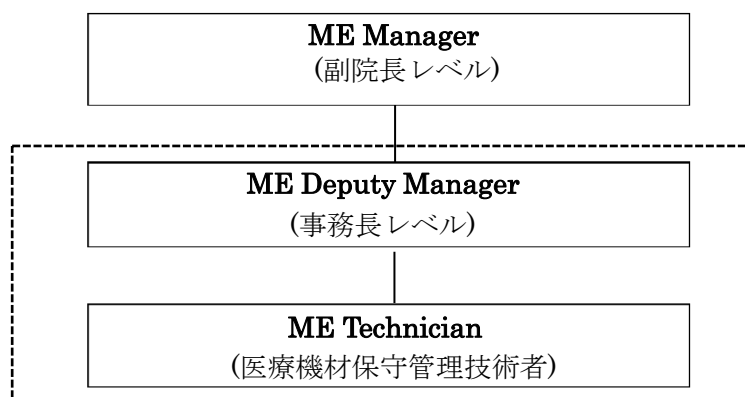 ME Manager
(副院長レベル)
ME Deputy Manager
(事務長レベル)
ME Technician
(医療機材保守管理技術者)